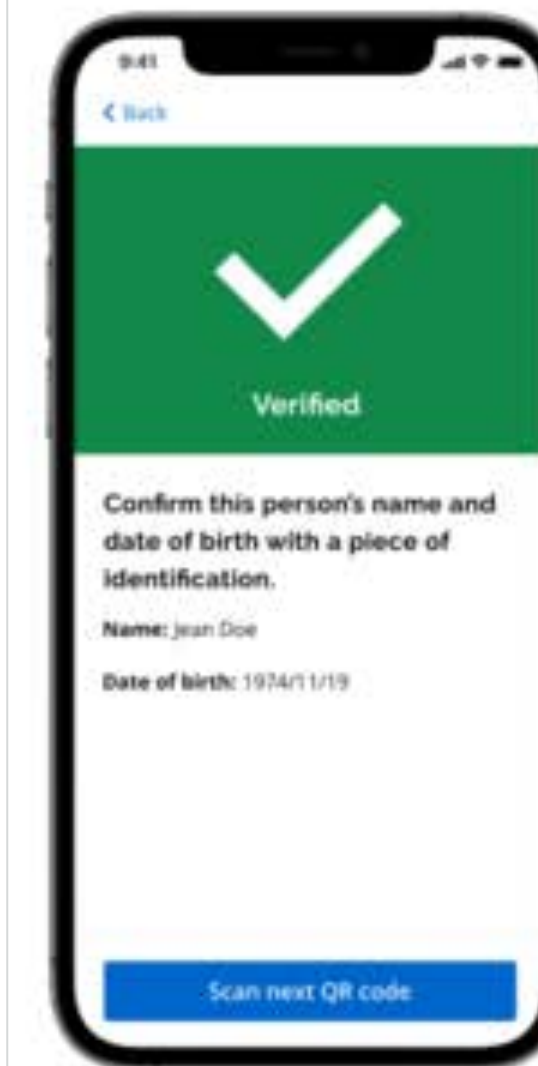 9:41
Back
Verified
Confirm this person's name and
date of birth with a piece of
identification.
Name: Jean Doe
Date of birth: 1974/11/19
Scan next QR code